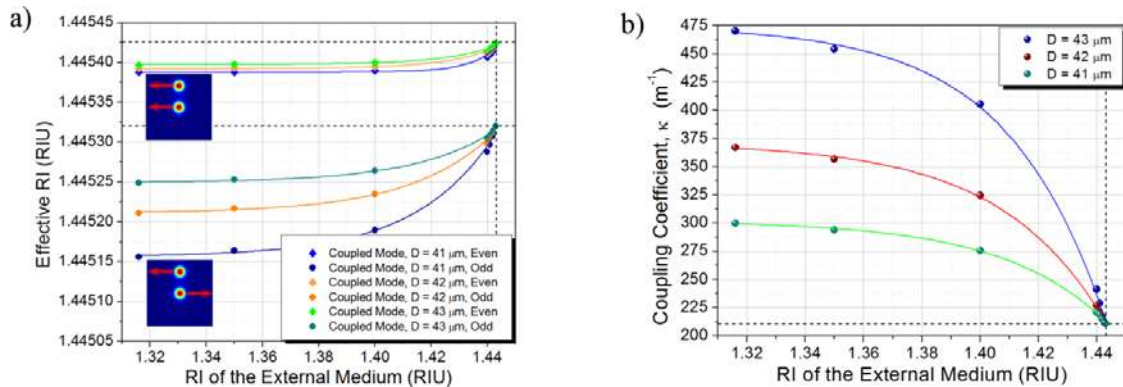 a)
1.44545
1.44540
1.44535
1.44530
1.44525
1.44520
1.44515
1.44510
1.44505
Effective RI (RIU)
Coupled Mode, D = 41 μm, Even
Coupled Mode, D = 41 μm, Odd
Coupled Mode, D = 42 μm, Even
Coupled Mode, D = 42 μm, Odd
Coupled Mode, D = 43 μm, Even
Coupled Mode, D = 43 μm, Odd
1.32 1.34 1.36 1.38 1.40 1.42 1.44
RI of the External Medium (RIU)
b)
475
450
425
400
375
350
325
300
275
250
225
200
Coupling Coefficient, κ (m⁻¹)
D = 43 μm
D = 42 μm
D = 41 μm
1.32 1.34 1.36 1.38 1.40 1.42 1.44
RI of the External Medium (RIU)